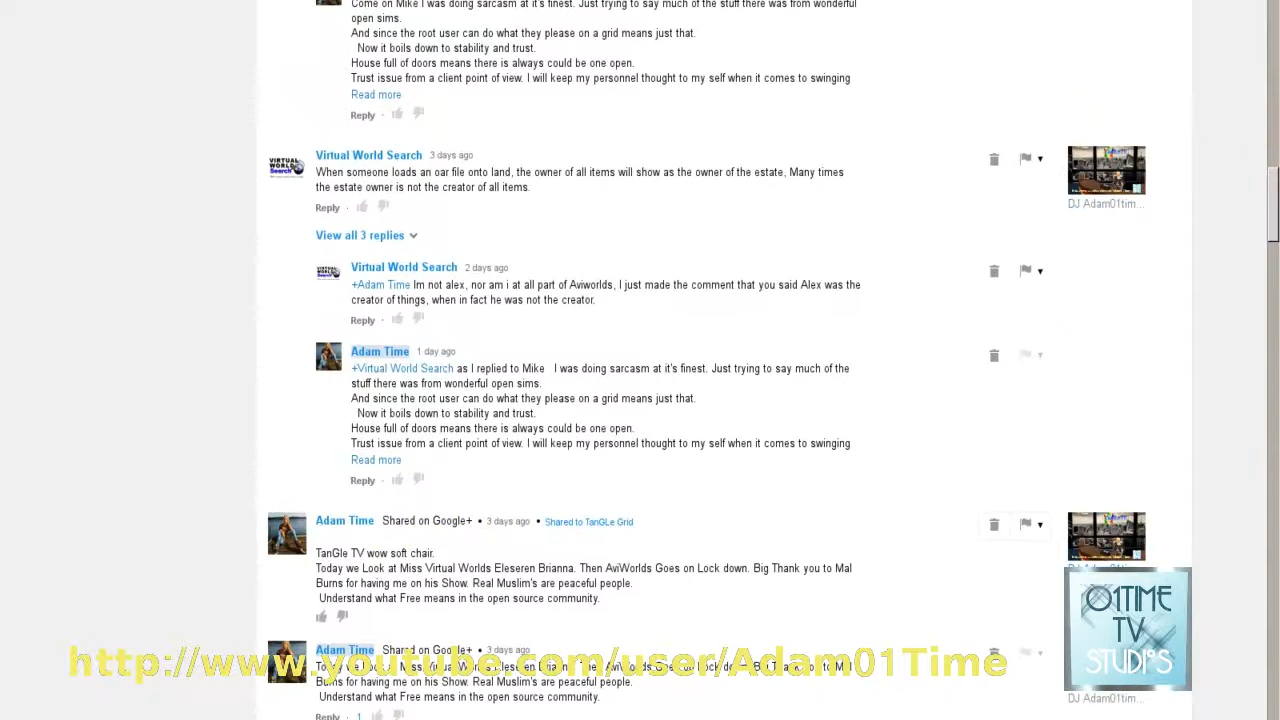 Come on Mike I was doing sarcasm at it's finest. Just trying to say much of the stuff there was from wonderful
open sims.
And since the root user can do what they please on a grid means just that.
Now it boils down to stability and trust.
House full of doors means there is always could be one open.
Trust issue from a client point of view. I will keep my personnel thought to my self when it comes to swinging
Read more
Reply
VIRTUAL WORLD Search
Virtual World Search 3 days ago
When someone loads an oar file onto land, the owner of all items will show as the owner of the estate, Many times
the estate owner is not the creator of all items.
DJ Adam01tim...
Reply
View all 3 replies
Virtual World Search 2 days ago
+Adam Time Im not alex, nor am i at all part of Aviworlds, I just made the comment that you said Alex was the
creator of things, when in fact he was not the creator.
Reply
Adam Time 1 day ago
+Virtual World Search as I replied to Mike I was doing sarcasm at it's finest. Just trying to say much of the
stuff there was from wonderful open sims.
And since the root user can do what they please on a grid means just that.
Now it boils down to stability and trust.
House full of doors means there is always could be one open.
Trust issue from a client point of view. I will keep my personnel thought to my self when it comes to swinging
Read more
Reply
Adam Time Shared on Google+ • 3 days ago • Shared to TanGLe Grid
TanGle TV wow soft chair.
Today we Look at Miss Virtual Worlds Eleseren Brianna. Then AviWorlds Goes on Lock down. Big Thank you to Mal
Burns for having me on his Show. Real Muslim's are peaceful people.
Understand what Free means in the open source community.
01TIME
TV
STUDI'S
Adam Time Shared on Google+ • 3 days ago
http://www.youtube.com/user/Adam01Time
Burns for having me on his Show. Real Muslim's are peaceful people.
Understand what Free means in the open source community.
DJ Adam01tim...
Reply 1